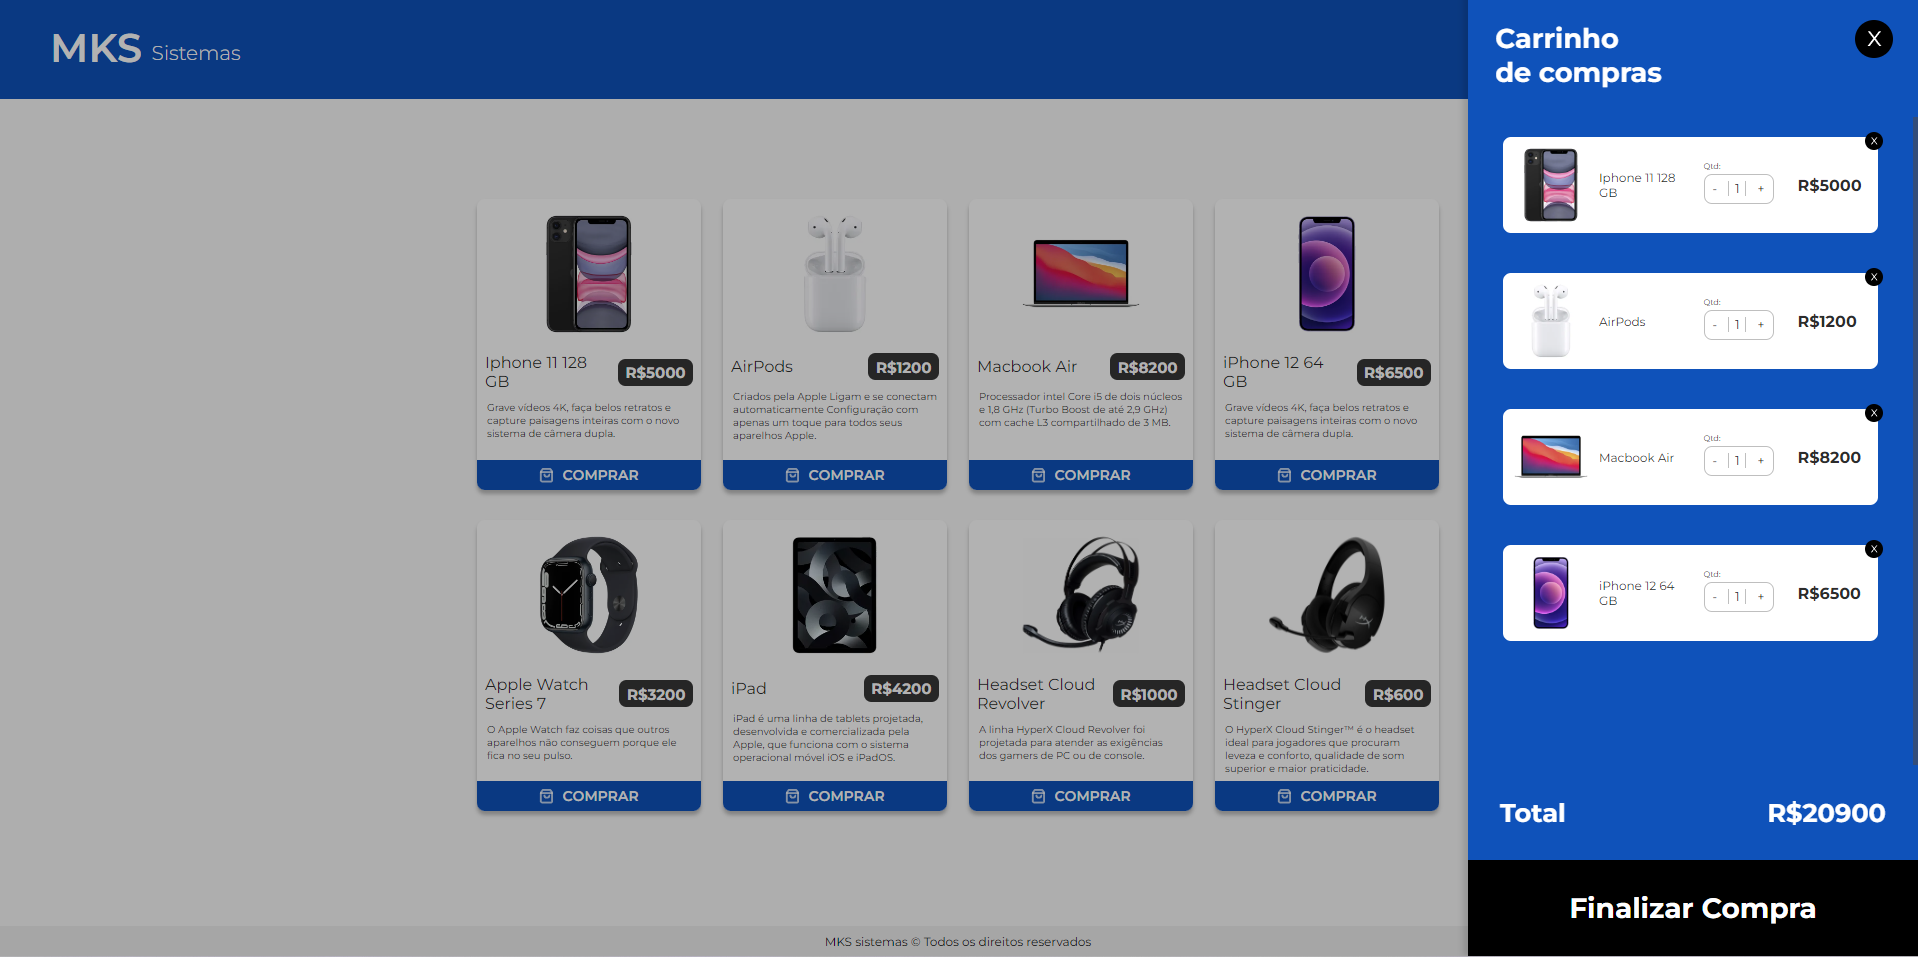 MKS Sistemas
Iphone 11 128
GB
R$5000
Grave vídeos 4K, faça belos retratos e
capture paisagens inteiras com o novo
sistema de câmera dupla.
COMPRAR
AirPods
R$1200
Criados pela Apple Ligam e se conectam
automaticamente Configuração com
apenas um toque para todos seus
aparelhos Apple.
COMPRAR
Macbook Air
R$8200
Processador intel Core i5 de dois núcleos
e 1,8 GHz (Turbo Boost de até 2,9 GHz)
com cache L3 compartilhado de 3 MB.
COMPRAR
iPhone 12 64
GB
R$6500
Grave vídeos 4K, faça belos retratos e
capture paisagens inteiras com o novo
sistema de câmera dupla.
COMPRAR
Apple Watch
Series 7
R$3200
O Apple Watch faz coisas que outros
aparelhos não conseguem porque ele
fica no seu pulso.
COMPRAR
iPad
R$4200
iPad é uma linha de tablets projetada,
desenvolvida e comercializada pela
Apple, que funciona com o sistema
operacional móvel iOS e iPadOS.
COMPRAR
Headset Cloud
Revolver
R$1000
A linha HyperX Cloud Revolver foi
projetada para atender as exigências
dos gamers de PC ou de console.
COMPRAR
Headset Cloud
Stinger
R$600
O HyperX Cloud Stinger™ é o headset
ideal para jogadores que procuram
leveza e conforto, qualidade de som
superior e maior praticidade.
COMPRAR
MKS sistemas © Todos os direitos reservados
Carrinho
de compras
X
X
Iphone 11 128
GB
Qtd:
- 1 +
R$5000
X
AirPods
Qtd:
- 1 +
R$1200
X
Macbook Air
Qtd:
- 1 +
R$8200
X
iPhone 12 64
GB
Qtd:
- 1 +
R$6500
Total R$20900
Finalizar Compra